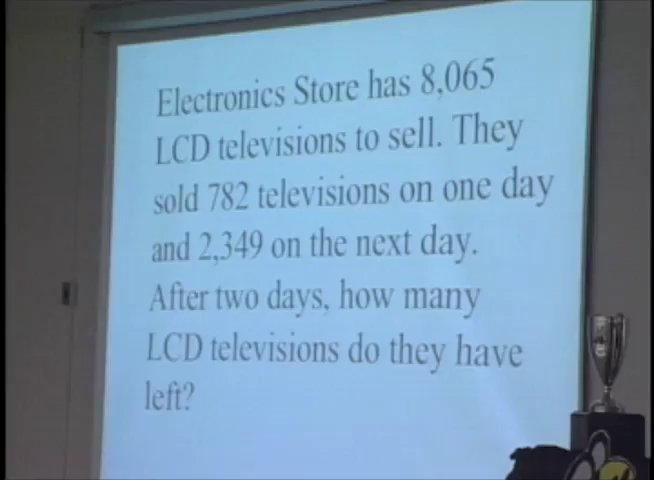 Electronics Store has 8,065
LCD televisions to sell. They
sold 782 televisions on one day
and 2,349 on the next day.
After two days, how many
LCD televisions do they have
left?